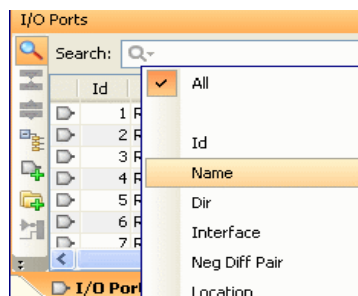 I/O Ports
Search:
All
Id
1 R
2 R
Id
3 R
4 R
Name
5 R
Dir
6 R
Interface
7 R
Neg Diff Pair
I/O Port
Location